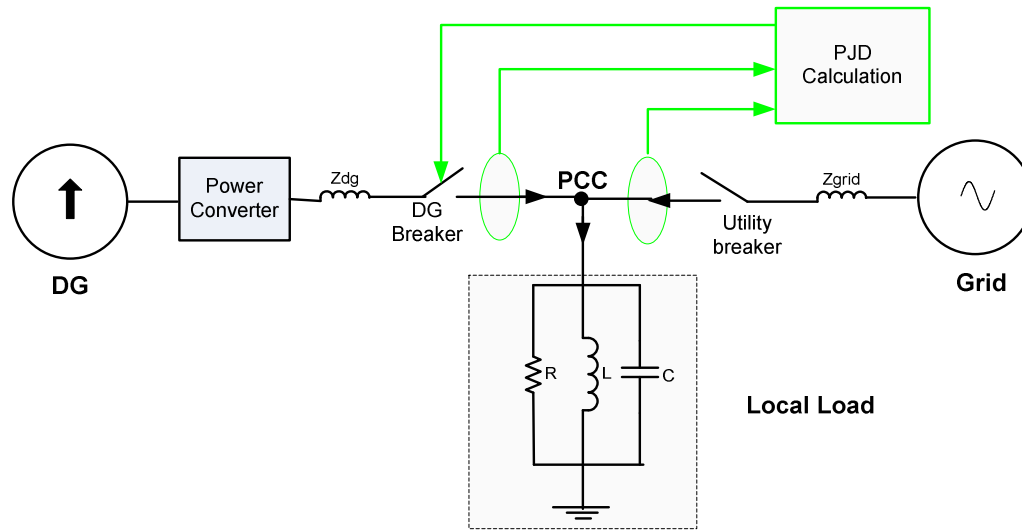 PJD
Calculation
Power
Converter
Zdg
DG
Breaker
PCC
Utility
breaker
Zgrid
DG
Grid
R
L
C
Local Load